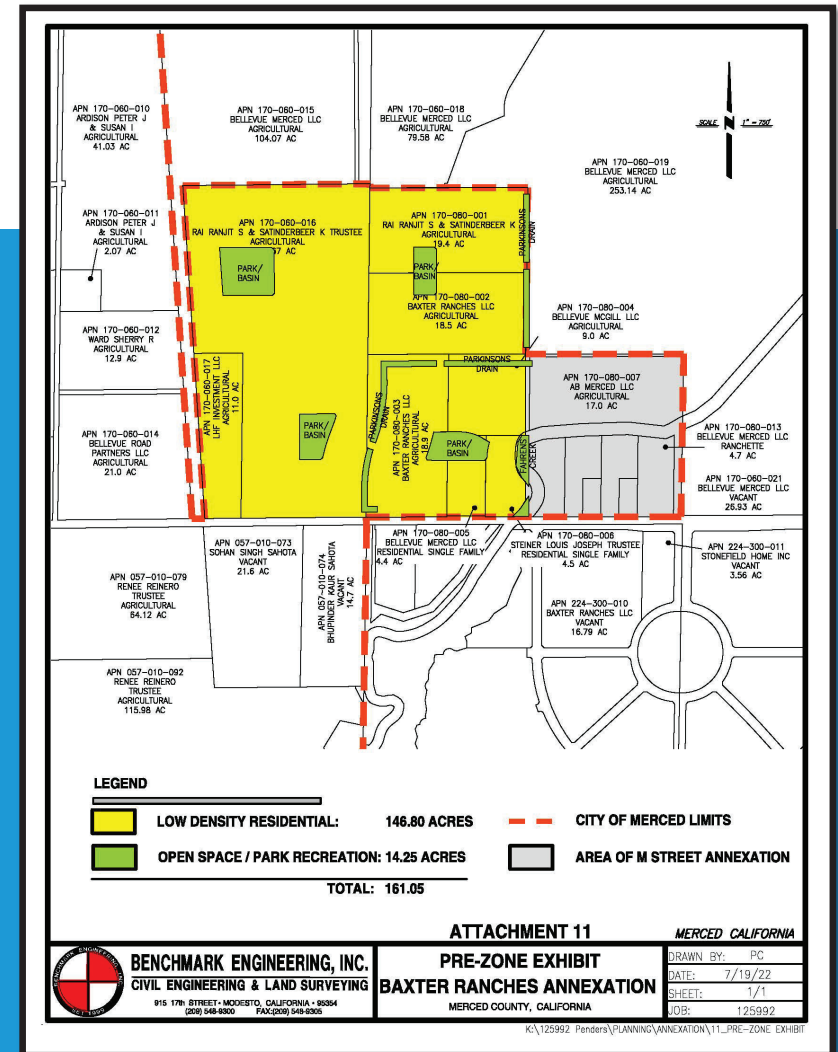 APN 170-060-010
ARDISON PETER J
& SUSAN I
AGRICULTURAL
41.03 AC
APN 170-060-015
BELLEVUE MERCED LLC
AGRICULTURAL
104.07 AC
APN 170-060-018
BELLEVUE MERCED LLC
AGRICULTURAL
79.58 AC
SCALE N 1" = 750'
APN 170-060-019
BELLEVUE MERCED LLC
AGRICULTURAL
253.14 AC
APN 170-060-011
ARDISON PETER J
& SUSAN I
AGRICULTURAL
2.07 AC
APN 170-060-016
RAI RANJIT S & SATINDERBEER K TRUSTEE
AGRICULTURAL
67 AC
PARK/
BASIN
APN 170-080-001
RAI RANJIT S & SATINDERBEER K
AGRICULTURAL
19.4 AC
PARKINSONS
DRAIN
PARK/
BASIN
APN 170-080-002
BAXTER RANCHES LLC
AGRICULTURAL
18.5 AC
APN 170-080-004
BELLEVUE MCGILL LLC
AGRICULTURAL
9.0 AC
APN 170-060-012
WARD SHERRY R
AGRICULTURAL
12.9 AC
APN 170-060-017
LHF INVESTMENT LLC
AGRICULTURAL
11.0 AC
PARKINSONS
DRAIN
APN 170-080-007
AB MERCED LLC
AGRICULTURAL
17.0 AC
APN 170-060-014
BELLEVUE ROAD
PARTNERS LLC
AGRICULTURAL
21.0 AC
PARK/
BASIN
PARKINSONS
DRAIN
APN 170-080-003
BAXTER RANCHES LLC
AGRICULTURAL
18.9 AC
PARK/
BASIN
FAHRENS
CREEK
APN 170-080-013
BELLEVUE MERCED LLC
RANCHETTE
4.7 AC
APN 170-060-021
BELLEVUE MERCED LLC
VACANT
26.93 AC
APN 057-010-073
SOHAN SINGH SAHOTA
VACANT
21.6 AC
APN 057-010-074
BHUPINDER KAUR SAHOTA
VACANT
14.7 AC
APN 170-080-005
BELLEVUE MERCED LLC
RESIDENTIAL SINGLE FAMILY
4.4 AC
APN 170-060-006
STEINER LOUIS JOSEPH TRUSTEE
RESIDENTIAL SINGLE FAMILY
4.5 AC
APN 224-300-011
STONEFIELD HOME INC
VACANT
3.56 AC
APN 057-010-079
RENEE REINERO
TRUSTEE
AGRICULTURAL
64.12 AC
APN 224-300-010
BAXTER RANCHES LLC
VACANT
16.79 AC
APN 057-010-092
RENEE REINERO
TRUSTEE
AGRICULTURAL
115.98 AC
LEGEND
LOW DENSITY RESIDENTIAL: 146.80 ACRES
CITY OF MERCED LIMITS
OPEN SPACE / PARK RECREATION: 14.25 ACRES
AREA OF M STREET ANNEXATION
TOTAL: 161.05
ATTACHMENT 11
MERCED CALIFORNIA
BENCHMARK ENGINEERING, INC.
EST 1999
BENCHMARK ENGINEERING, INC.
CIVIL ENGINEERING & LAND SURVEYING
915 17th STREET • MODESTO, CALIFORNIA • 95354
(209) 548-9300 FAX:(209) 548-9305
PRE-ZONE EXHIBIT
BAXTER RANCHES ANNEXATION
MERCED COUNTY, CALIFORNIA
DRAWN BY: PC
DATE: 7/19/22
SHEET: 1/1
JOB: 125992
K:\125992 Penders\PLANNING\ANNEXATION\11_PRE-ZONE EXHIBIT